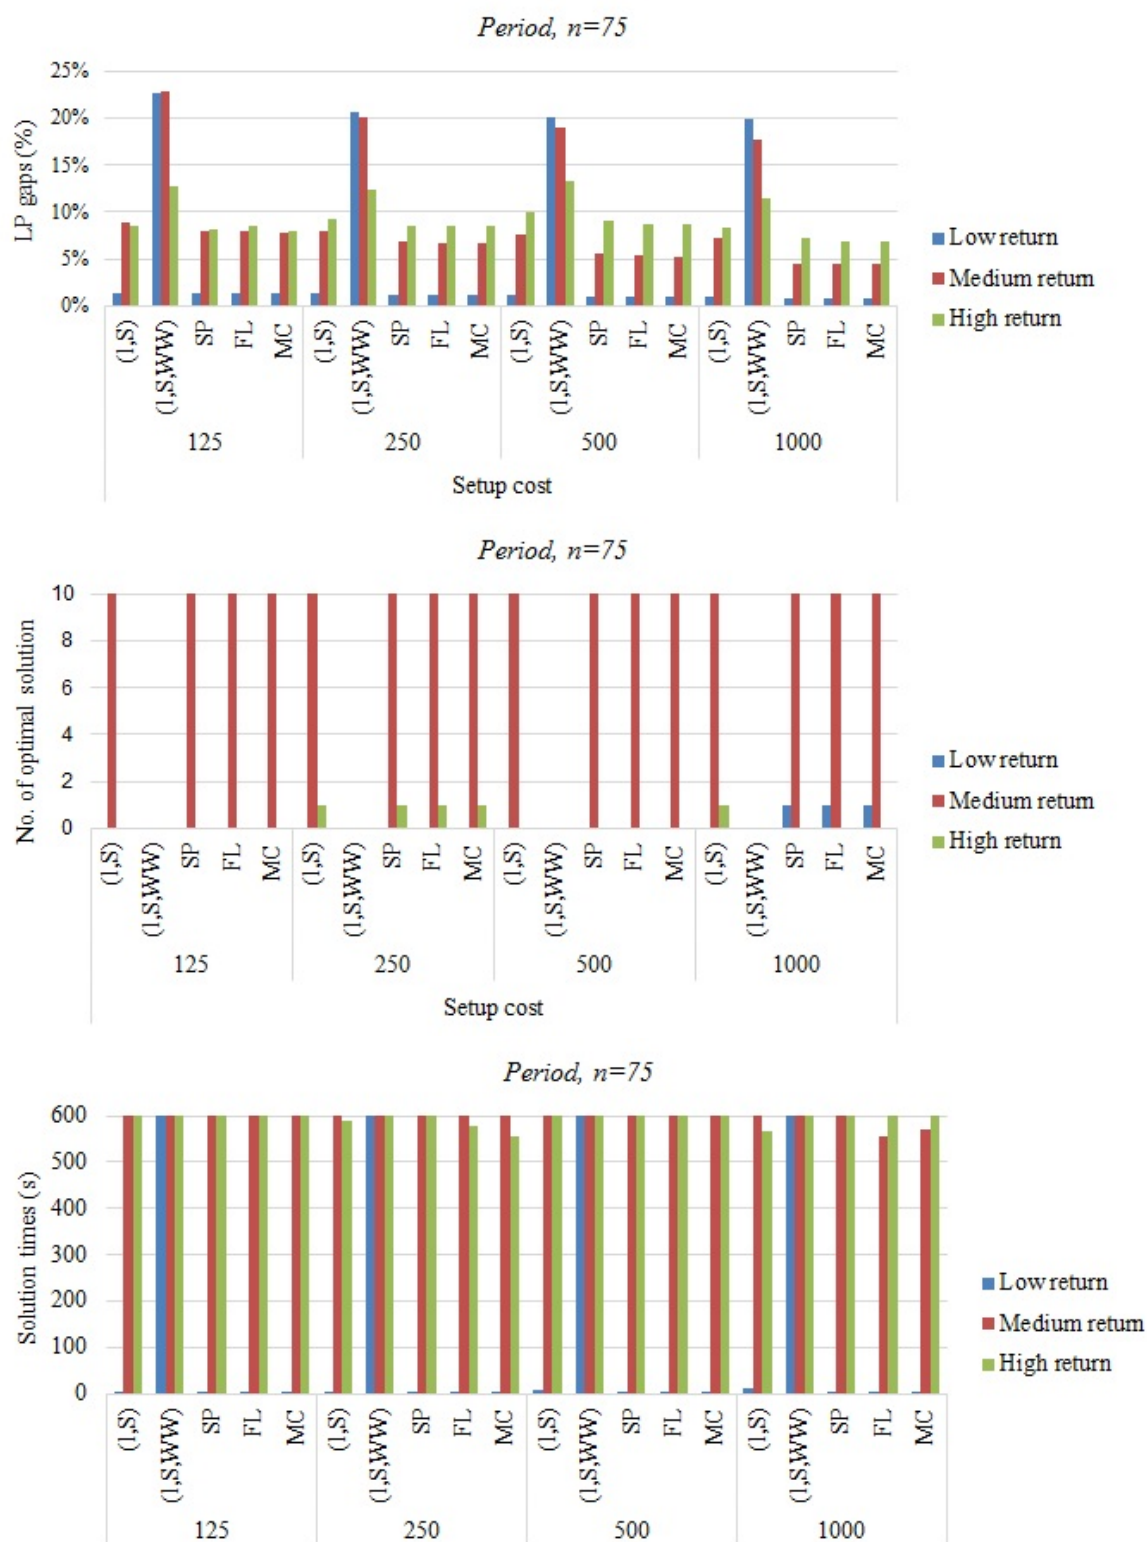 Period, n=75
LP gaps (%)
25%
20%
15%
10%
5%
0%
(l,S) (l,S,WW) SP FL MC (l,S) (l,S,WW) SP FL MC (l,S) (l,S,WW) SP FL MC (l,S) (l,S,WW) SP FL MC
125 250 500 1000
Setup cost
Low return
Medium return
High return
Period, n=75
No. of optimal solution
10
8
6
4
2
0
(l,S) (l,S,WW) SP FL MC (l,S) (l,S,WW) SP FL MC (l,S) (l,S,WW) SP FL MC (l,S) (l,S,WW) SP FL MC
125 250 500 1000
Setup cost
Low return
Medium return
High return
Period, n=75
Solution times (s)
600
500
400
300
200
100
0
(l,S) (l,S,WW) SP FL MC (l,S) (l,S,WW) SP FL MC (l,S) (l,S,WW) SP FL MC (l,S) (l,S,WW) SP FL MC
125 250 500 1000
Low return
Medium return
High return